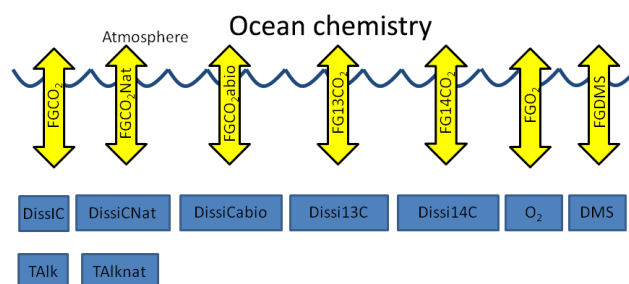 Ocean chemistry
Atmosphere
FGCO₂
FGCO₂Nat
FGCO₂abio
FG13CO₂
FG14CO₂
FGO₂
FGDMS
DissIC
DissiCNat
DissiCabio
Dissi13C
Dissi14C
O₂
DMS
TAlk
TAlknat